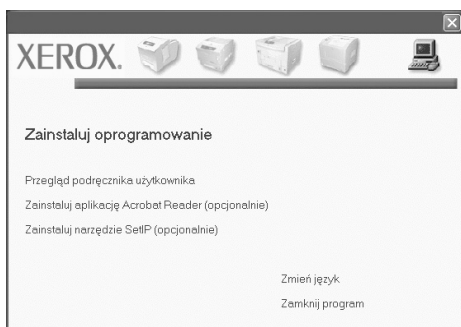 XEROX.
Zainstaluj oprogramowanie
Przegląd podręcznika użytkownika
Zainstaluj aplikację Acrobat Reader (opcjonalnie)
Zainstaluj narzędzie SetIP (opcjonalnie)
Zmień język
Zamknij program